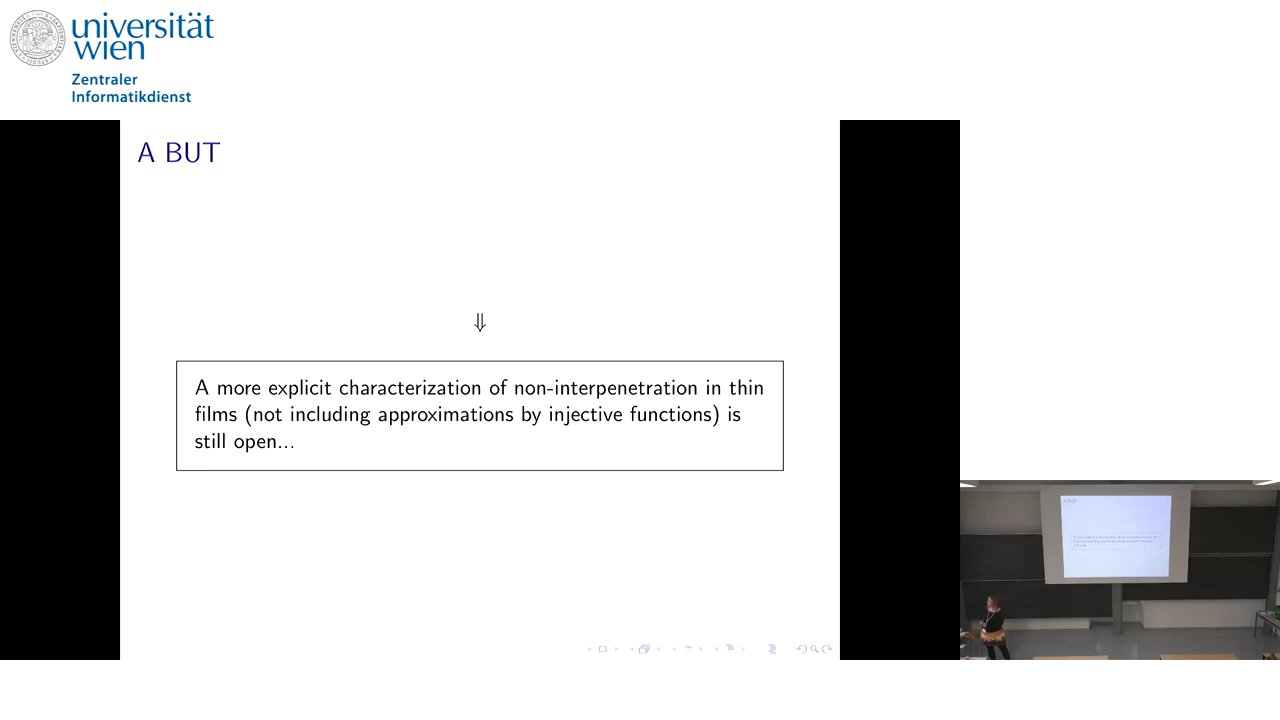 universität
wien
Zentraler
Informatikdienst
A BUT
⇓
A more explicit characterization of non-interpenetration in thin
films (not including approximations by injective functions) is
still open...